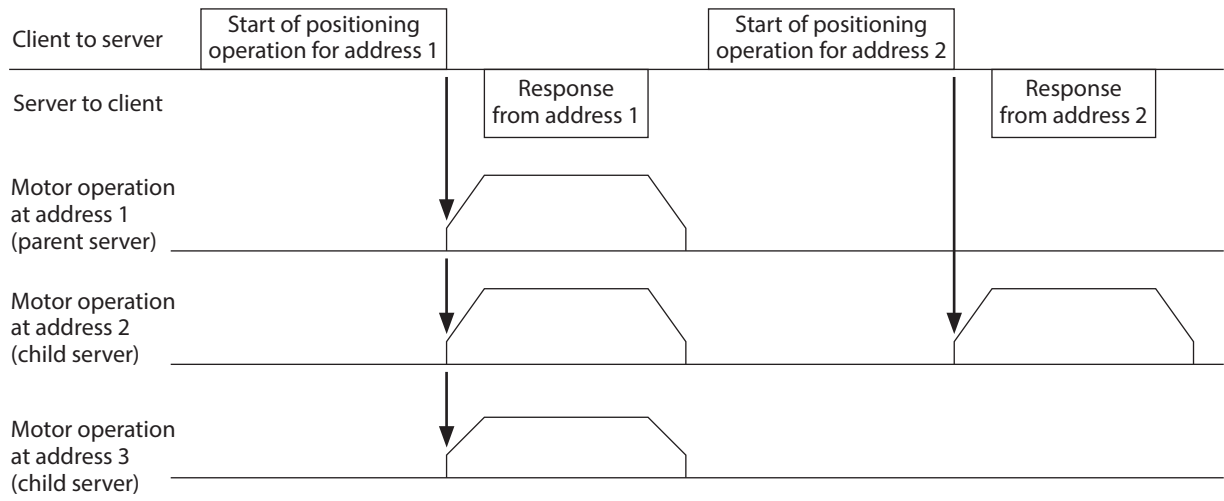 Client to server
Start of positioning
operation for address 1
Start of positioning
operation for address 2
Server to client
Response
from address 1
Response
from address 2
Motor operation
at address 1
(parent server)
Motor operation
at address 2
(child server)
Motor operation
at address 3
(child server)